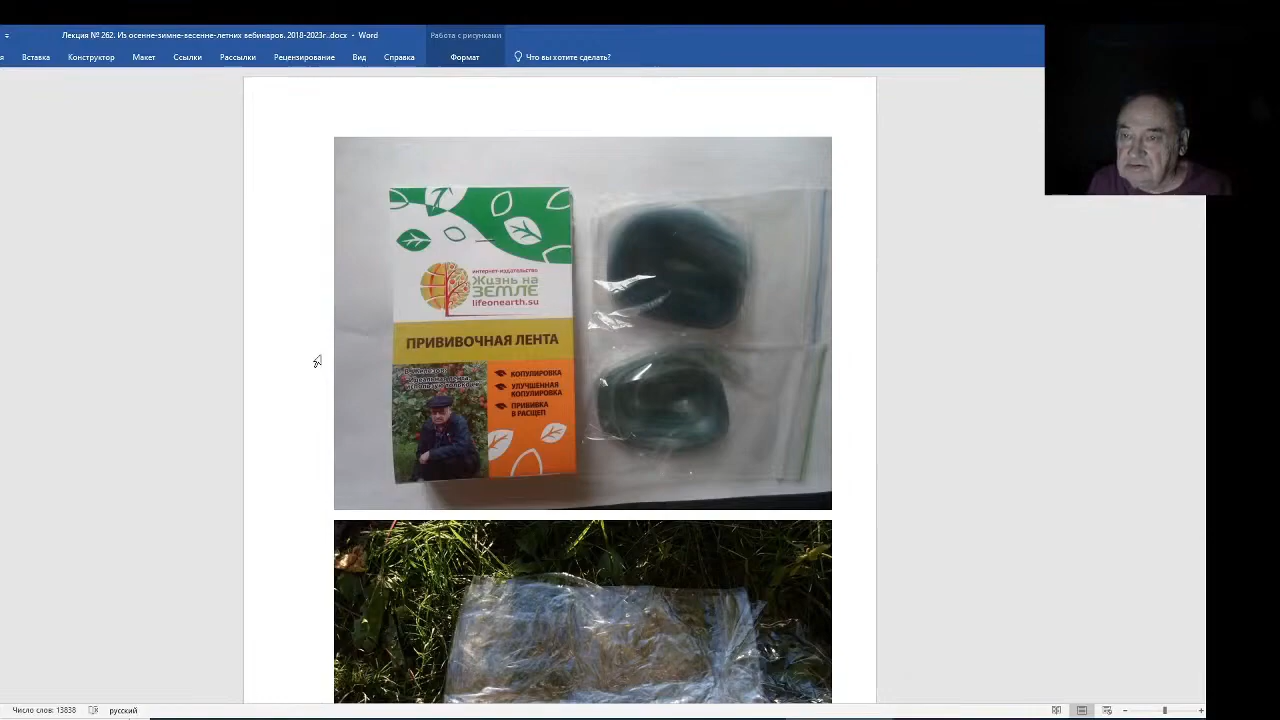 Лекция № 262. Из осенне-зимне-весенне-летних вебинаров. 2018-2023г..docx - Word
Работа с рисунками
я Вставка Конструктор Макет Ссылки Рассылки Рецензирование Вид Справка Формат Что вы хотите сделать?
интернет-издательство
Жизнь на
ЗЕМЛЕ
lifeonearth.su
ПРИВИВОЧНАЯ ЛЕНТА
КОПУЛИРОВКА
УЛУЧШЕННАЯ
КОПУЛИРОВКА
ПРИВИВКА
В РАСЩЕП
Число слов: 13838 русский